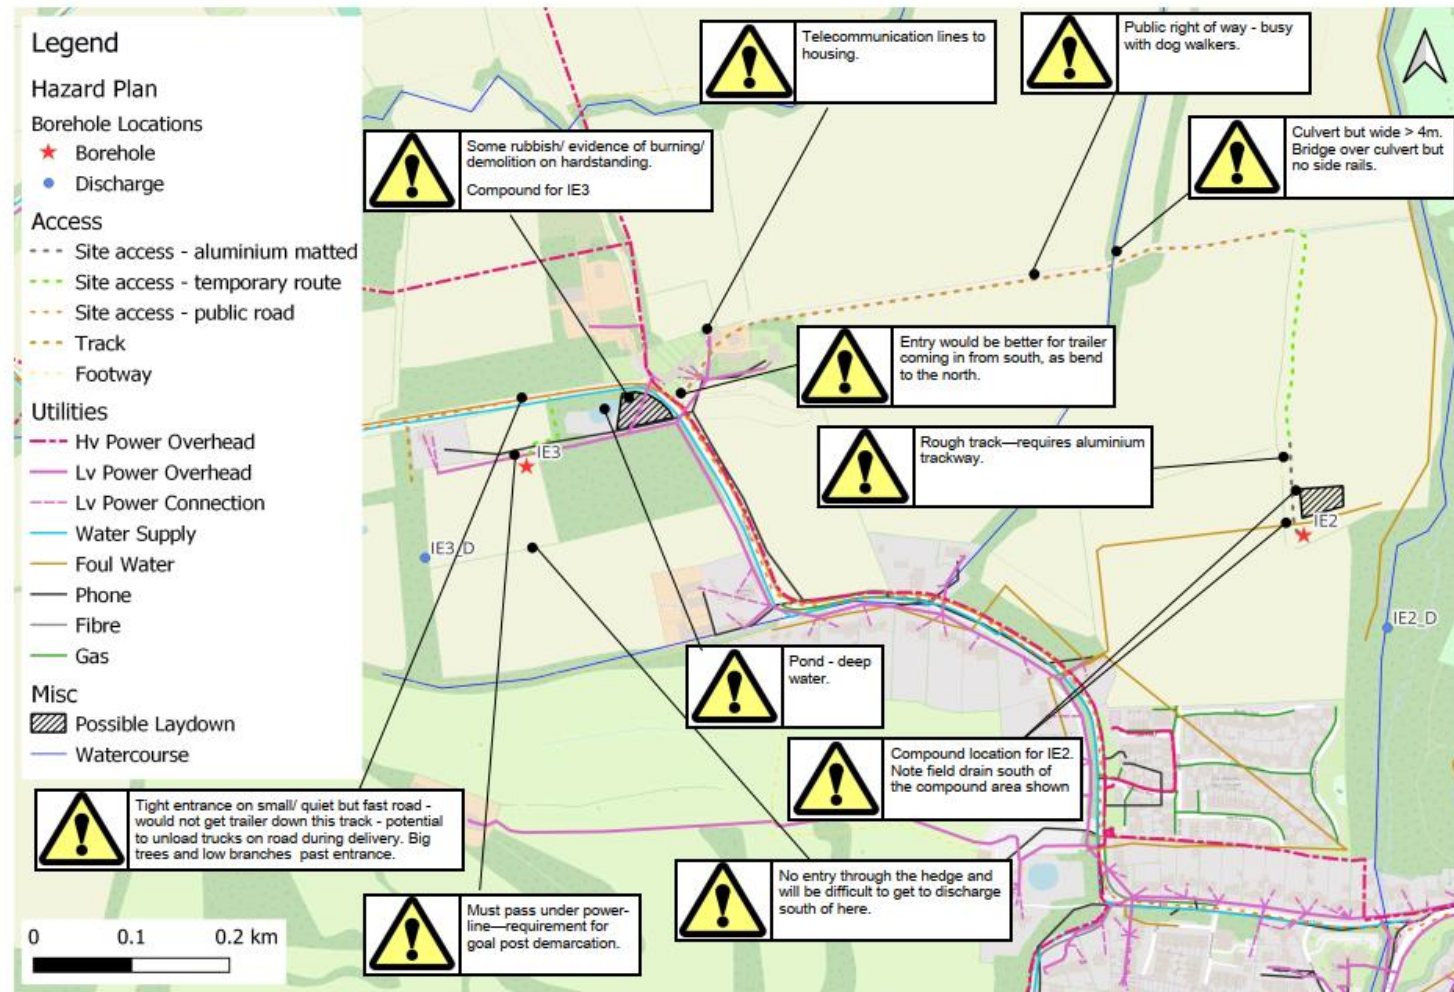 Legend
Hazard Plan
Borehole Locations
Borehole
Discharge
Access
Site access - aluminium matted
Site access - temporary route
Site access - public road
Track
Footway
Utilities
Hv Power Overhead
Lv Power Overhead
Lv Power Connection
Water Supply
Foul Water
Phone
Fibre
Gas
Misc
Possible Laydown
Watercourse
Telecommunication lines to
housing.
Public right of way - busy
with dog walkers.
Culvert but wide > 4m.
Bridge over culvert but
no side rails.
Some rubbish/ evidence of burning/
demolition on hardstanding.
Compound for IE3
Entry would be better for trailer
coming in from south, as bend
to the north.
Rough track—requires aluminium
trackway.
IE3
IE2
IE3_D
IE2_D
Pond - deep
water.
Compound location for IE2.
Note field drain south of
the compound area shown
Tight entrance on small/ quiet but fast road -
would not get trailer down this track - potential
to unload trucks on road during delivery. Big
trees and low branches past entrance.
No entry through the hedge and
will be difficult to get to discharge
south of here.
Must pass under power-
line—requirement for
goal post demarcation.
0 0.1 0.2 km